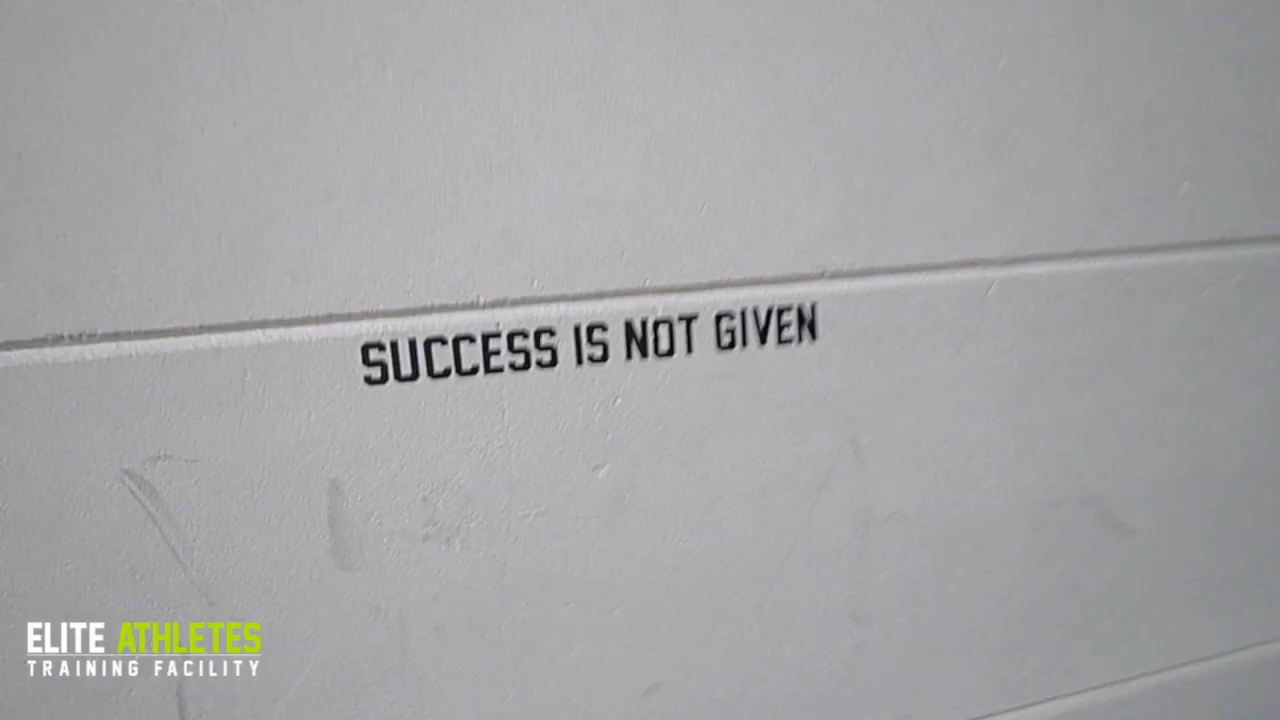 SUCCESS IS NOT GIVEN
ELITE ATHLETES
TRAINING FACILITY